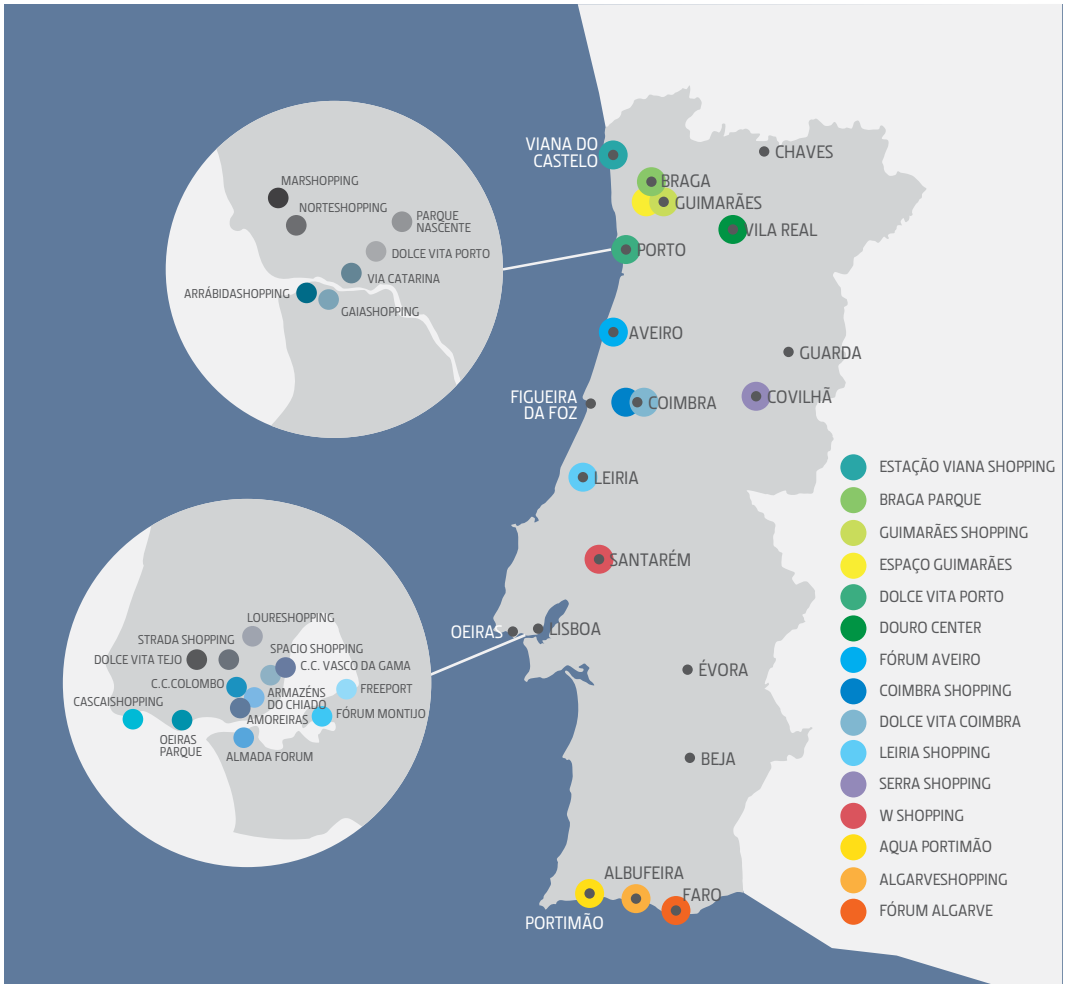 VIANA DO
CASTELO
CHAVES
BRAGA
GUIMARÃES
VILA REAL
PORTO
AVEIRO
GUARDA
FIGUEIRA
DA FOZ
COIMBRA
COVILHÃ
LEIRIA
SANTARÉM
OEIRAS
LISBOA
ÉVORA
BEJA
ALBUFEIRA
FARO
PORTIMÃO
MARSHOPPING
NORTESHOPPING
PARQUE
NASCENTE
DOLCE VITA PORTO
VIA CATARINA
ARRÁBIDASHOPPING
GAIASHOPPING
LOURESHOPPING
STRADA SHOPPING
SPACIO SHOPPING
DOLCE VITA TEJO
C.C. VASCO DA GAMA
C.C.COLOMBO
FREEPORT
ARMAZÉNS
DO CHIADO
CASCAISHOPPING
FÓRUM MONTIJO
AMOREIRAS
OEIRAS
PARQUE
ALMADA FORUM
ESTAÇÃO VIANA SHOPPING
BRAGA PARQUE
GUIMARÃES SHOPPING
ESPAÇO GUIMARÃES
DOLCE VITA PORTO
DOURO CENTER
FÓRUM AVEIRO
COIMBRA SHOPPING
DOLCE VITA COIMBRA
LEIRIA SHOPPING
SERRA SHOPPING
W SHOPPING
AQUA PORTIMÃO
ALGARVESHOPPING
FÓRUM ALGARVE